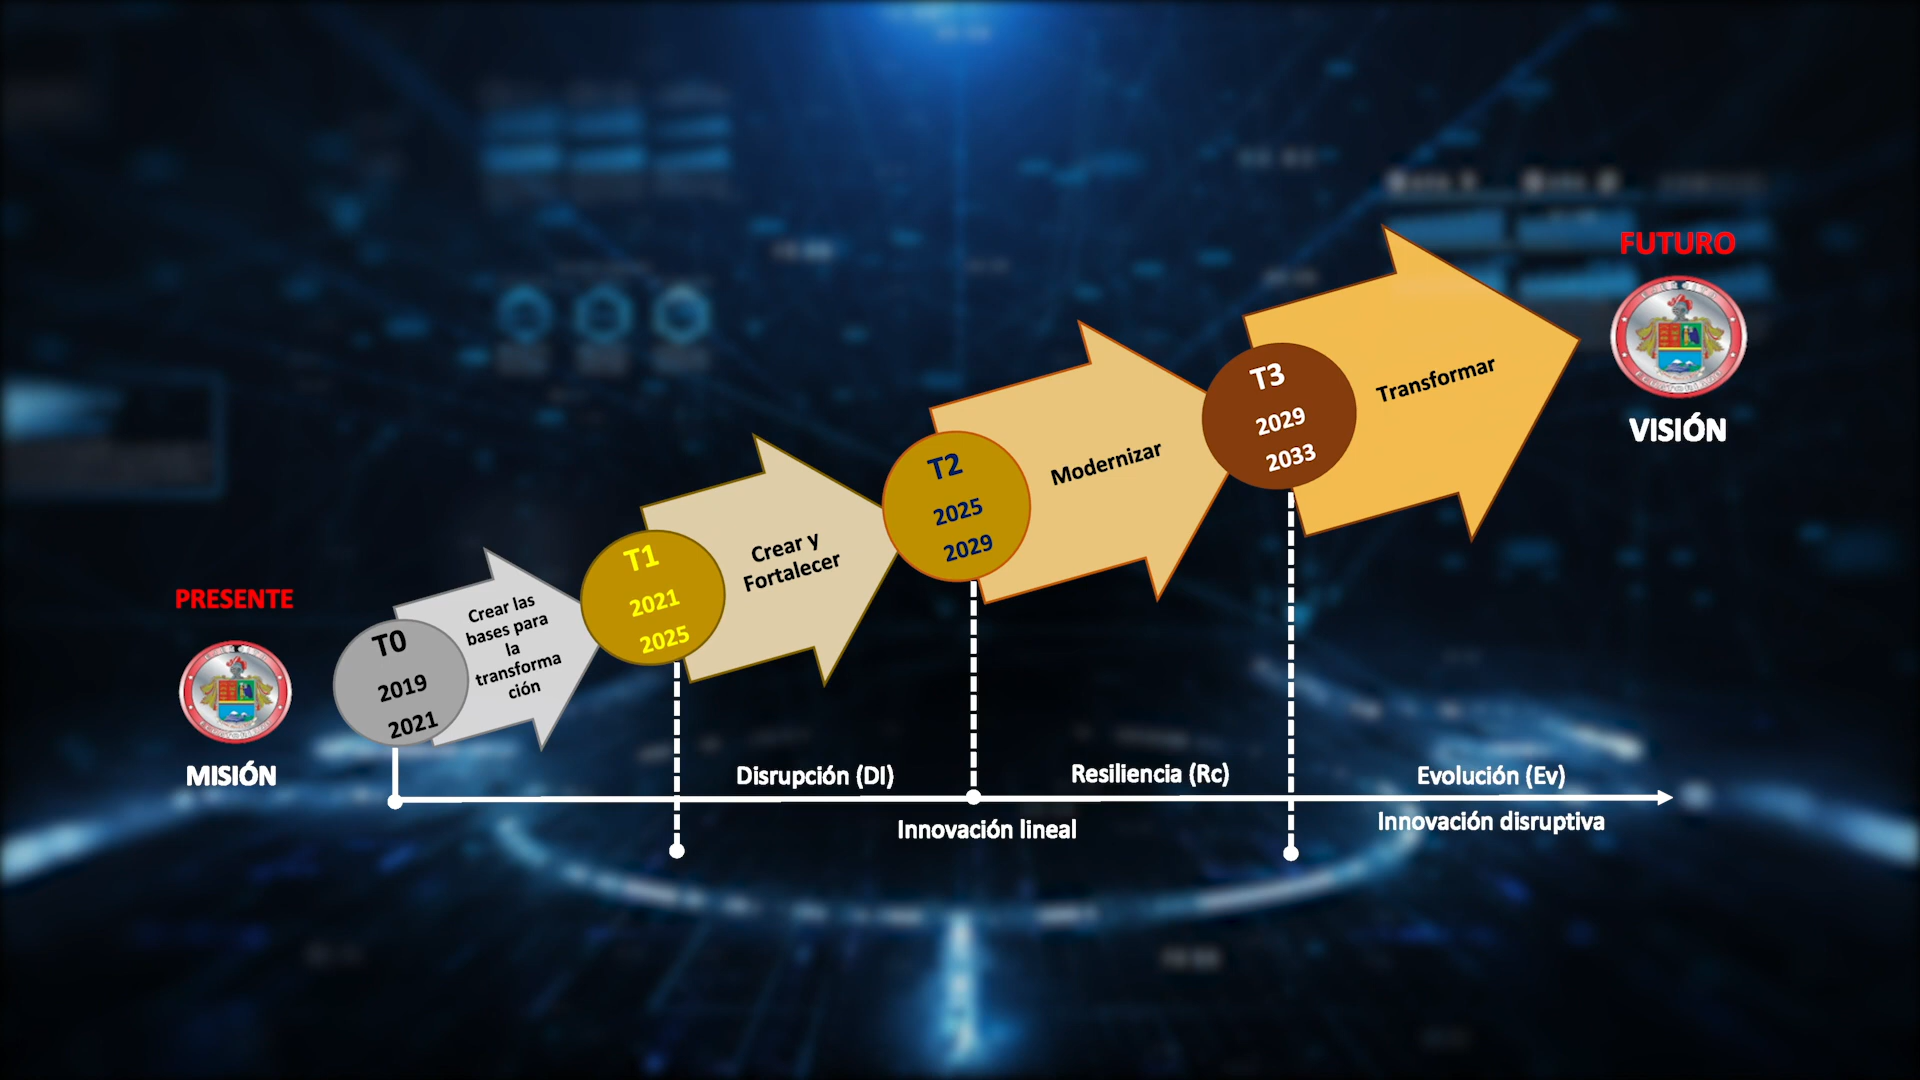 PRESENTE
MISIÓN
T0
2019
2021
Crear las
bases para
la
transforma
ción
T1
2021
2025
Crear y
Fortalecer
T2
2025
2029
Modernizar
T3
2029
2033
Transformar
FUTURO
VISIÓN
Disrupción (DI)
Resiliencia (Rc)
Evolución (Ev)
Innovación lineal
Innovación disruptiva